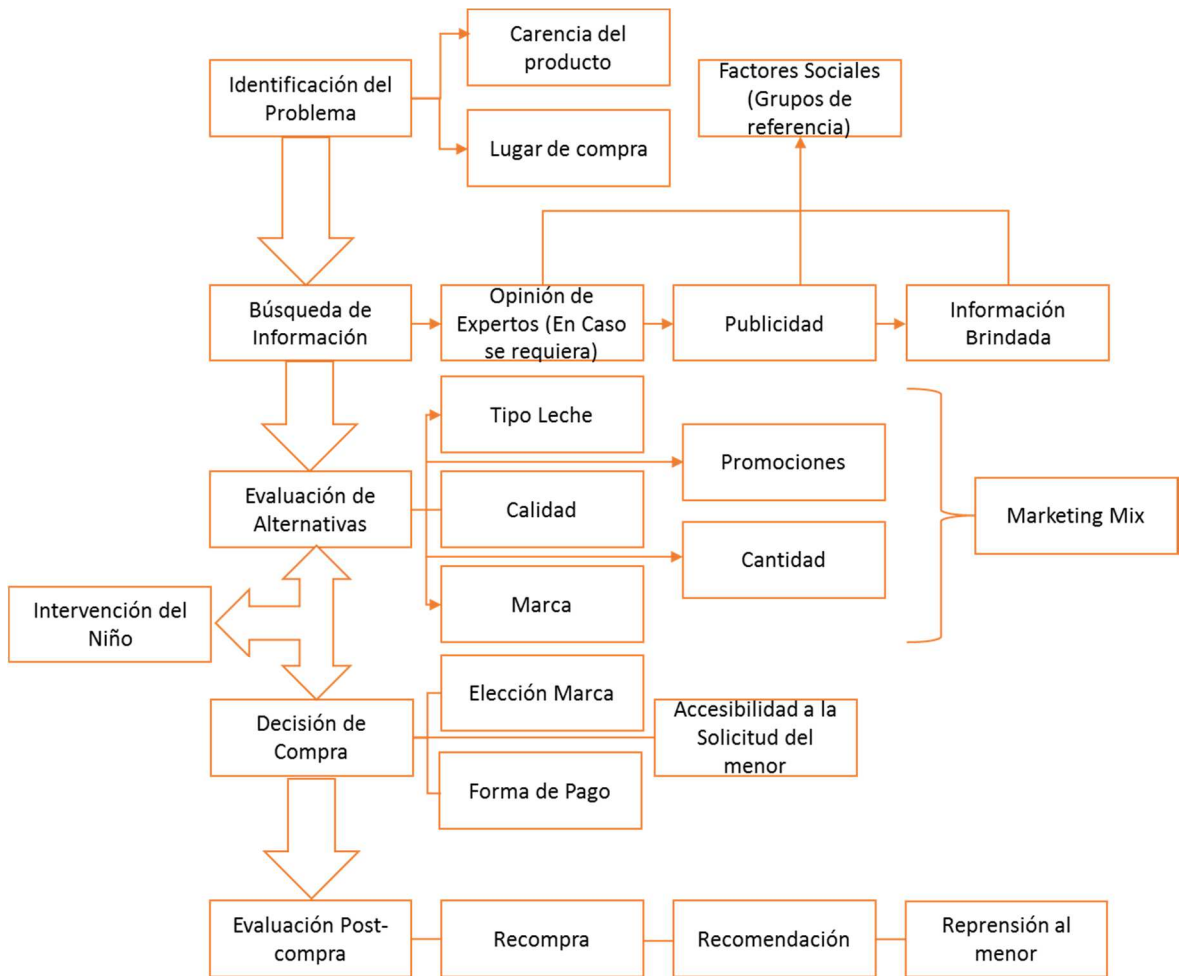 Carencia del
producto
Identificación del
Problema
Lugar de compra
Factores Sociales
(Grupos de
referencia)
Búsqueda de
Información
Opinión de
Expertos (En Caso
se requiera)
Publicidad
Información
Brindada
Evaluación de
Alternativas
Tipo Leche
Promociones
Calidad
Cantidad
Marca
Marketing Mix
Intervención del
Niño
Decisión de
Compra
Elección Marca
Accesibilidad a la
Solicitud del
menor
Forma de Pago
Evaluación Post-
compra
Recompra
Recomendación
Reprensión al
menor